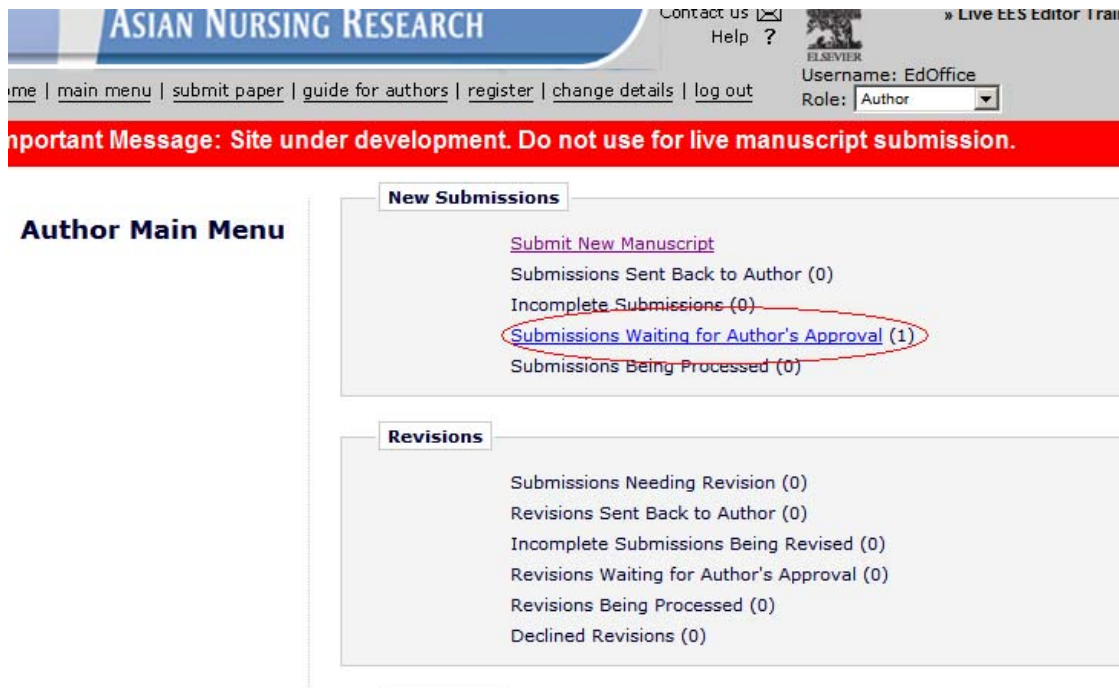 ASIAN NURSING RESEARCH
Contact us
Help ?
» Live EES Editor Trai
ELSEVIER
Username: EdOffice
ome | main menu | submit paper | guide for authors | register | change details | log out
Role: Author
mportant Message: Site under development. Do not use for live manuscript submission.
Author Main Menu
New Submissions
Submit New Manuscript
Submissions Sent Back to Author (0)
Incomplete Submissions (0)
Submissions Waiting for Author's Approval (1)
Submissions Being Processed (0)
Revisions
Submissions Needing Revision (0)
Revisions Sent Back to Author (0)
Incomplete Submissions Being Revised (0)
Revisions Waiting for Author's Approval (0)
Revisions Being Processed (0)
Declined Revisions (0)